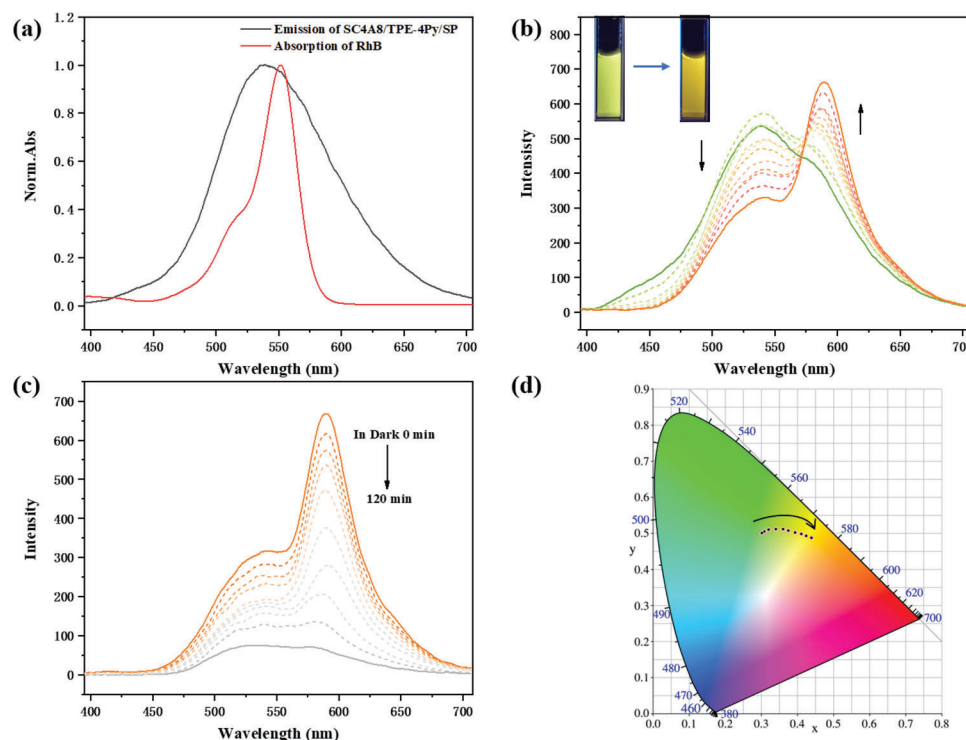 (a)
Emission of SC4A8/TPE-4Py/SP
Absorption of RhB
Norm.Abs
1.2
1.0
0.8
0.6
0.4
0.2
0.0
400 450 500 550 600 650 700
Wavelength (nm)
(b)
Intensisty
800
700
600
500
400
300
200
100
0
400 450 500 550 600 650 700
Wavelength (nm)
(c)
Intensity
700
600
500
400
300
200
100
0
In Dark 0 min
120 min
400 450 500 550 600 650 700
Wavelength (nm)
(d)
y
0.9
0.8
0.7
0.6
0.5
0.4
0.3
0.2
0.1
0.0
520
540
560
500
580
600
490
620
700
480
470
460
380
0.0 0.1 0.2 0.3 0.4 0.5 0.6 0.7 0.8
x